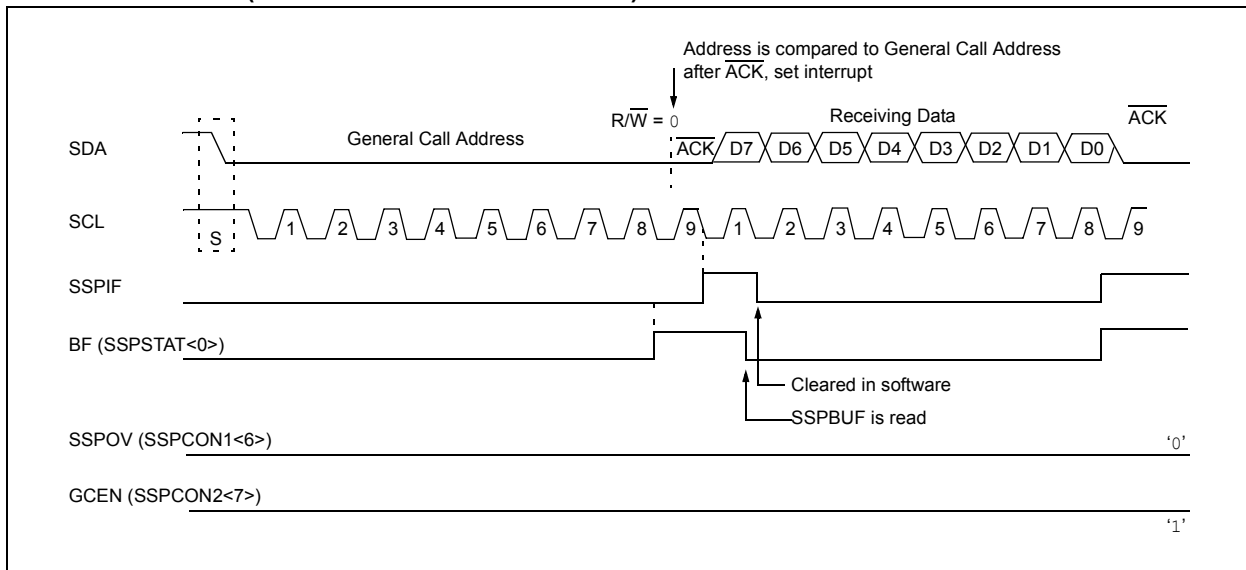 Address is compared to General Call Address
after ACK, set interrupt
R/W = 0
Receiving Data
ACK
General Call Address
SDA
ACK D7 D6 D5 D4 D3 D2 D1 D0
SCL
S
1 2 3 4 5 6 7 8 9 1 2 3 4 5 6 7 8 9
SSPIF
BF (SSPSTAT<0>)
Cleared in software
SSPBUF is read
SSPOV (SSPCON1<6>)
‘0’
GCEN (SSPCON2<7>)
‘1’